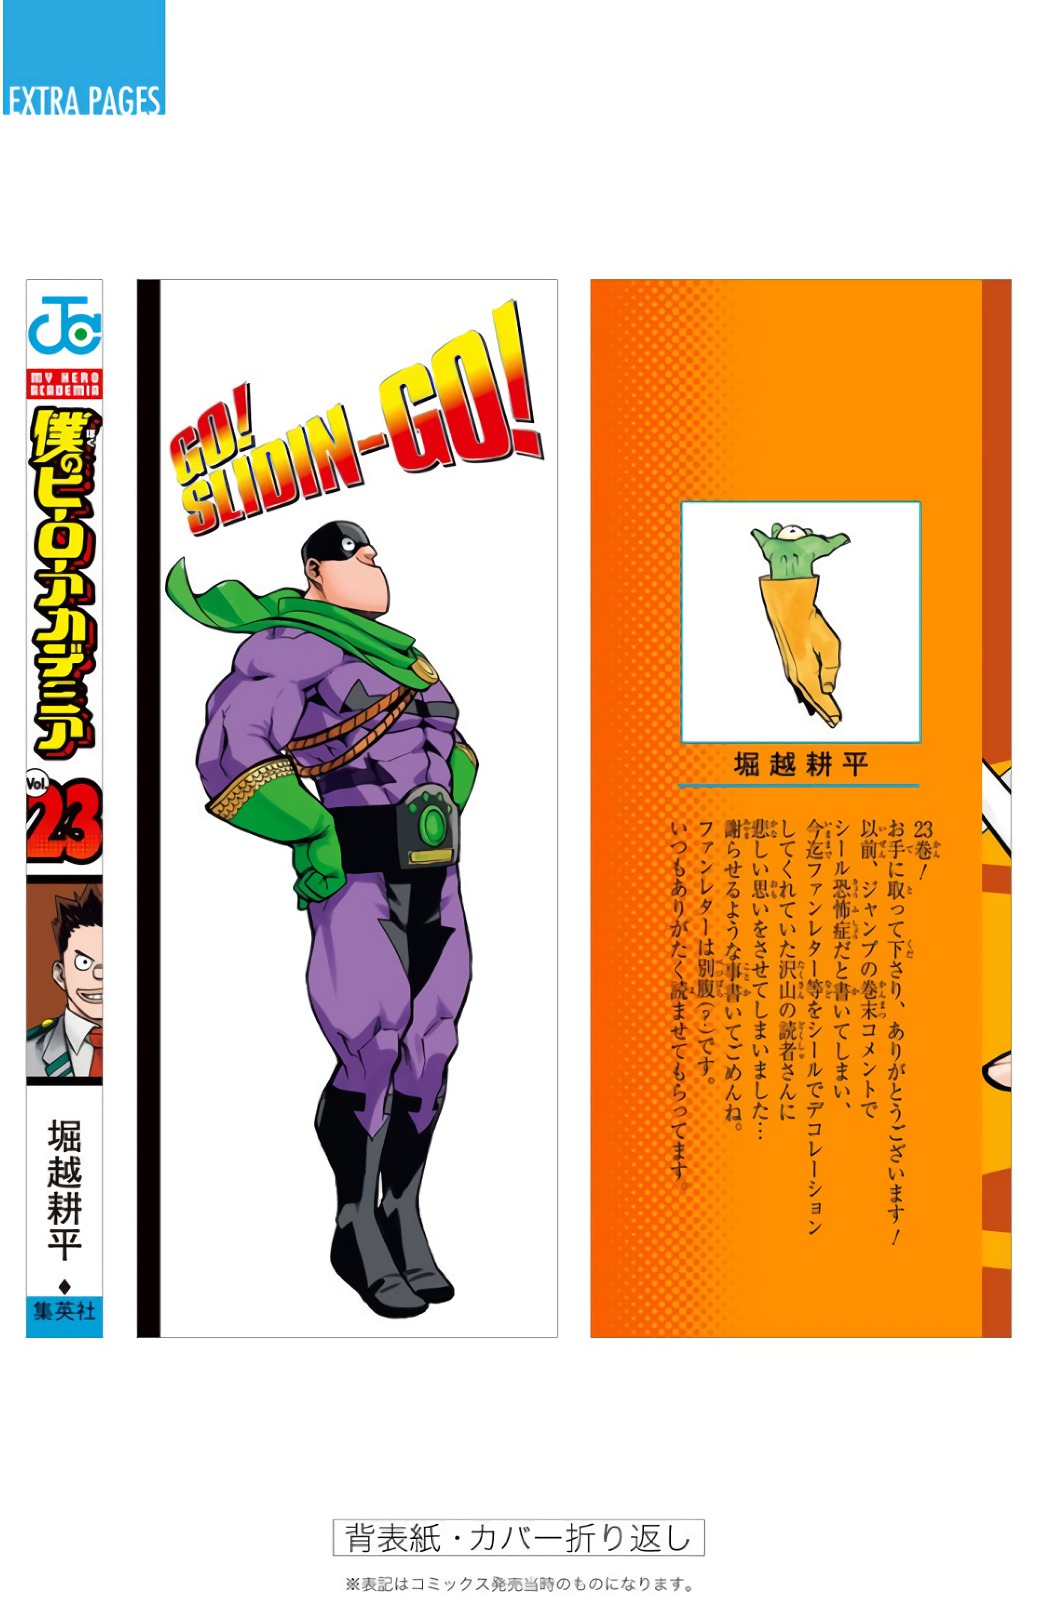 EXTRA PAGES
MY HERO
ACADEMIA
僕のヒーローアカデミア
Vol.
23
堀越耕平
集英社
GO!
SLIDIN-GO!
堀越耕平
23巻！
お手に取って下さり、ありがとうございます！
以前、ジャンプの巻末コメントで
シール恐怖症だと書いてしまい、
今迄ファンレター等をシールでデコレーション
してくれていた沢山の読者さんに
悲しい思いをさせてしまいました…
謝らせるような事書いてごめんね。
ファンレターは別腹（？）です。
いつもありがたく読ませてもらってます。
背表紙・カバー折り返し
※表記はコミックス発売当時のものになります。